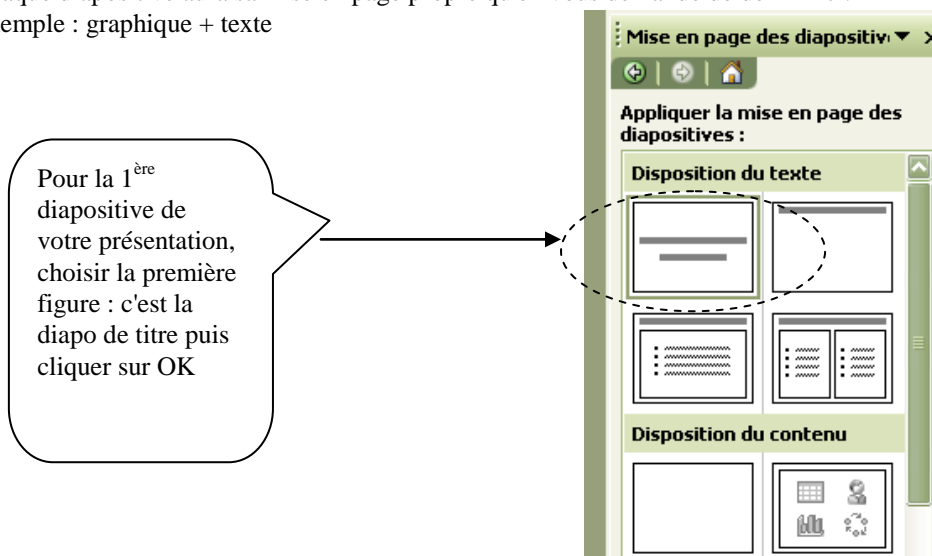 emple : graphique + texte
Mise en page des diapositiv
Appliquer la mise en page des
diapositives :
Disposition du texte
Pour la 1ère
diapositive de
votre présentation,
choisir la première
figure : c'est la
diapo de titre puis
cliquer sur OK
Disposition du contenu